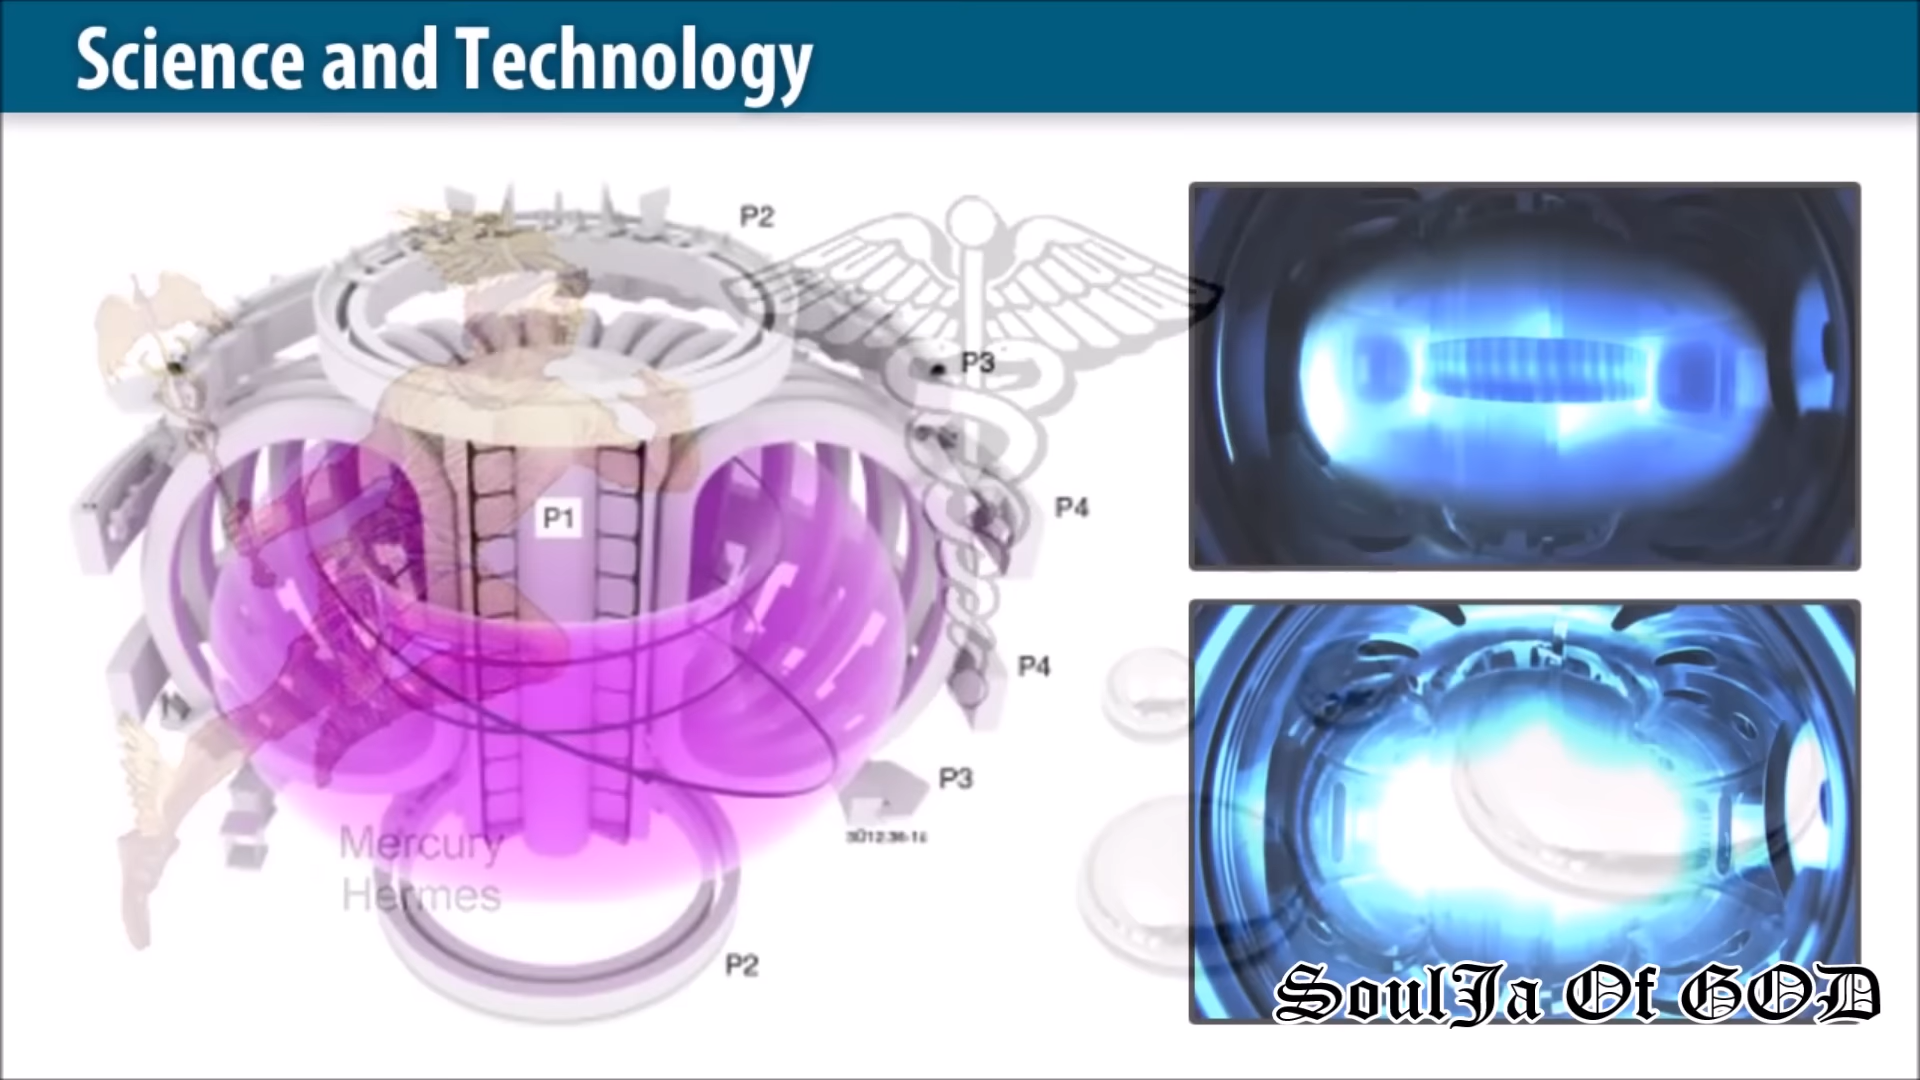 Science and Technology
P2
P3
P1
P4
P4
P3
Mercury
Hermes
P2
SoulJa Of GOD